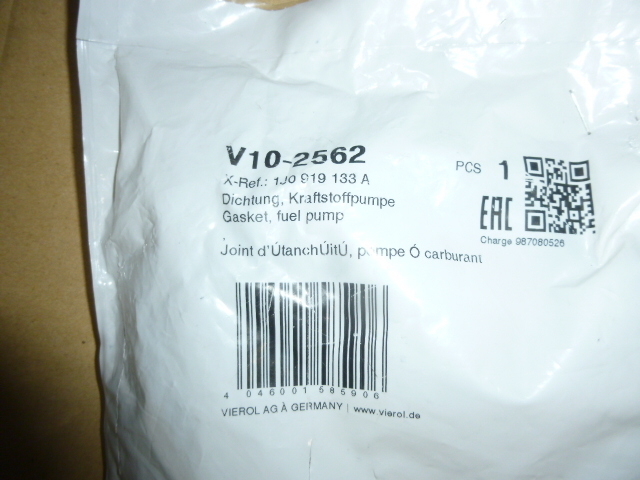 V10-2562
X-Ref.: 1J0 919 133 A
Dichtung, Kraftstoffpumpe
Gasket, fuel pump
.
Joint d'ÚtanchÚitÚ, pompe Ó carburant
PCS 1
EAC
Charge 987080526
4 046001 585906
VIEROL AG À GERMANY | www.vierol.de